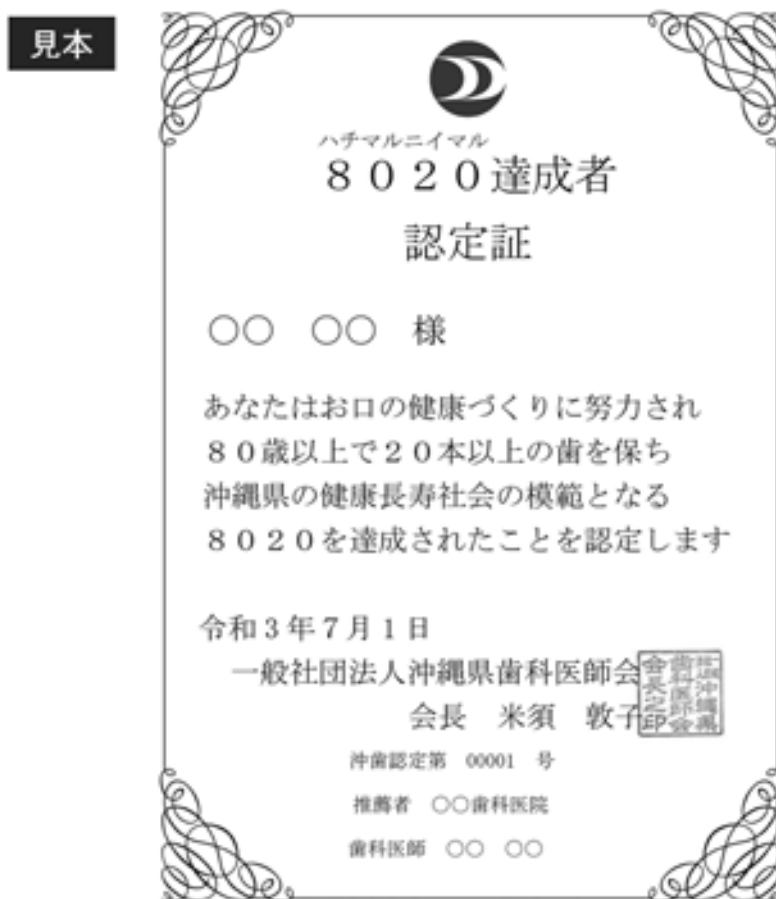 見本
ハチマルニイマル
８０２０達成者
認定証
○○　○○　様
あなたはお口の健康づくりに努力され
８０歳以上で２０本以上の歯を保ち
沖縄県の健康長寿社会の模範となる
８０２０を達成されたことを認定します
令和３年７月１日
一般社団法人沖縄県歯科医師会
会長　米須　敦子
沖歯認定第　00001　号
推薦者　○○歯科医院
歯科医師　○○　○○